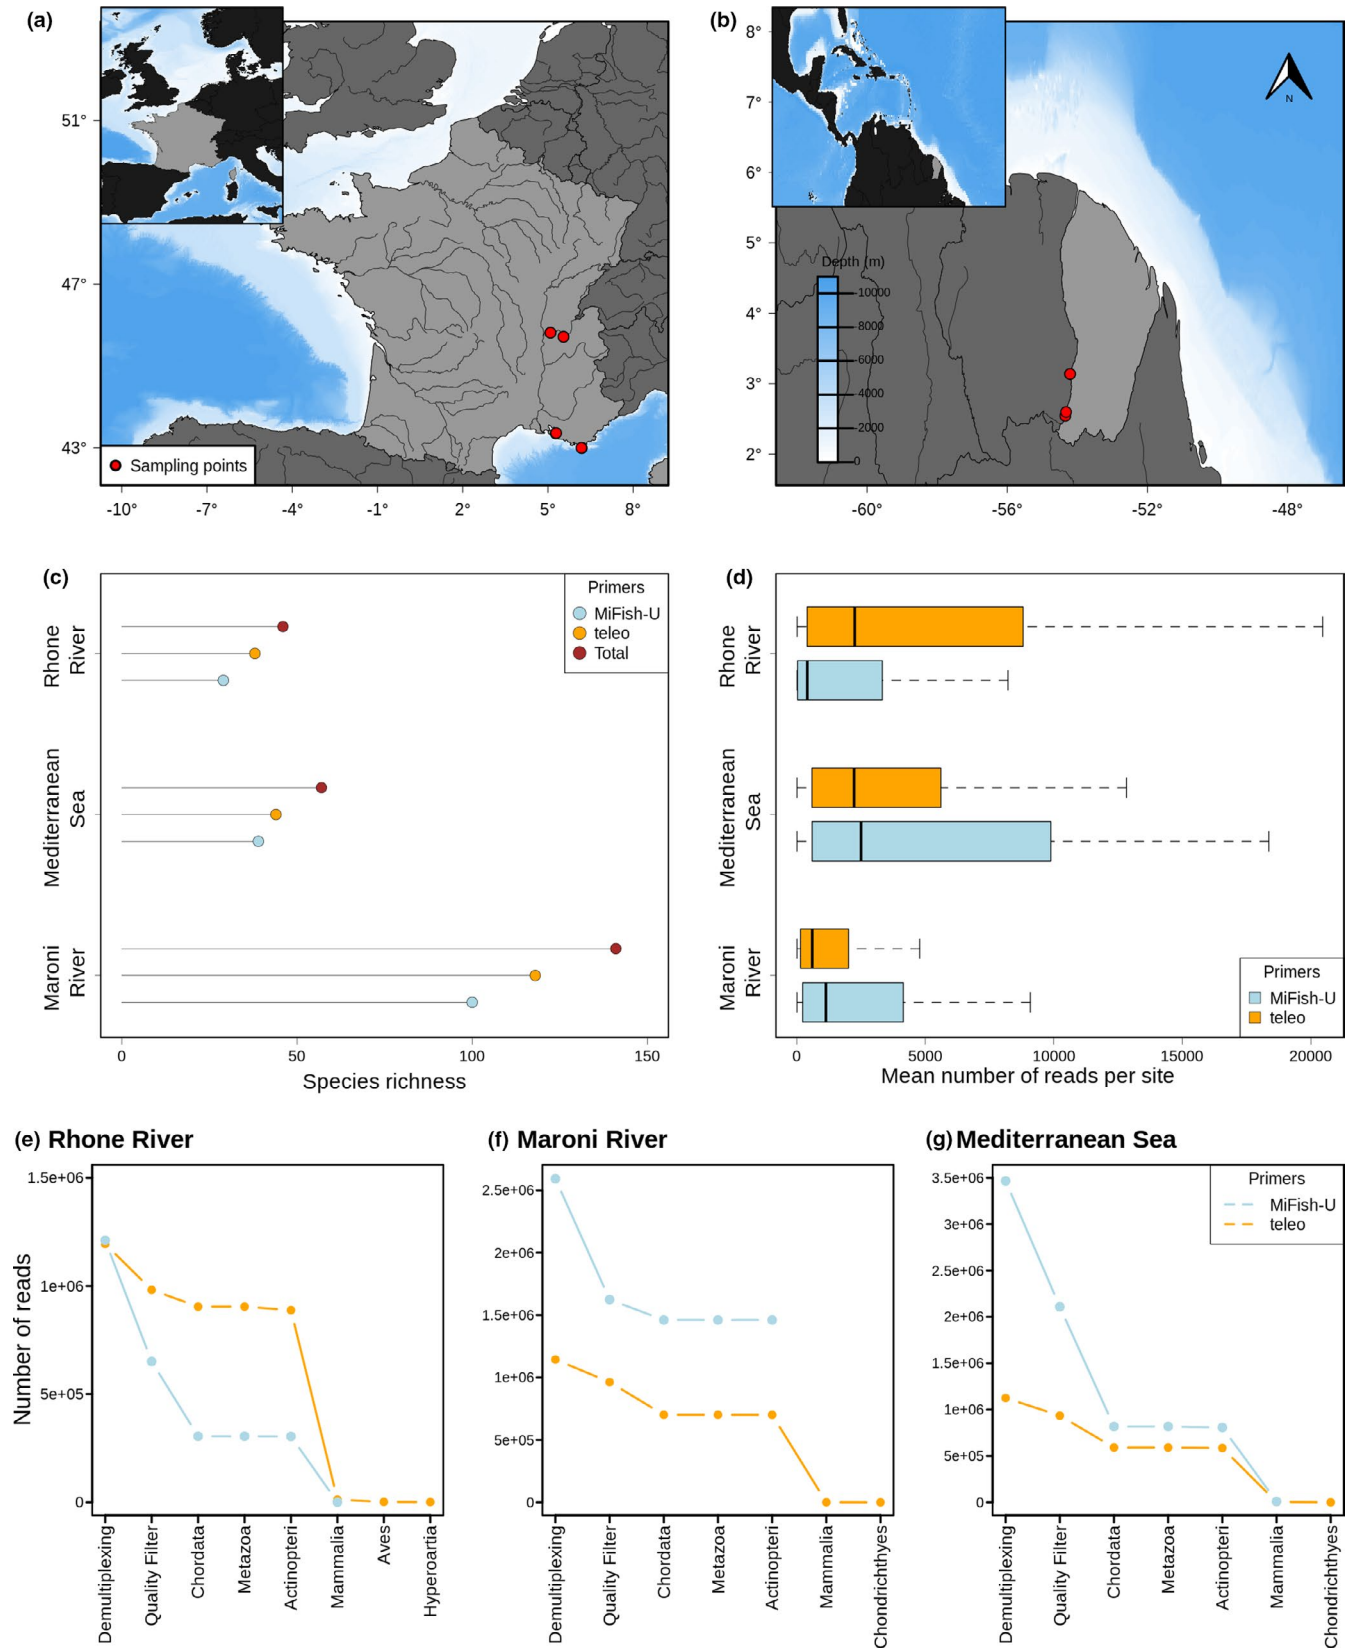 (a)
51°
47°
43°
Sampling points
-10° -7° -4° -1° 2° 5° 8°
(b)
8°
7°
6°
5°
4°
3°
2°
N
Depth (m)
-10000
-8000
-6000
-4000
-2000
0
-60° -56° -52° -48°
(c)
Primers
MiFish-U
teleo
Total
Rhone
River
Mediterranean
Sea
Maroni
River
0 50 100 150
Species richness
(d)
Rhone
River
Mediterranean
Sea
Maroni
River
Primers
MiFish-U
teleo
0 5000 10000 15000 20000
Mean number of reads per site
(e) Rhone River
Number of reads
1.5e+06
1e+06
5e+05
0
Demultiplexing
Quality Filter
Chordata
Metazoa
Actinopteri
Mammalia
Aves
Hyperoartia
(f) Maroni River
2.5e+06
2e+06
1.5e+06
1e+06
5e+05
0
Demultiplexing
Quality Filter
Chordata
Metazoa
Actinopteri
Mammalia
Chondrichthyes
(g) Mediterranean Sea
Primers
MiFish-U
teleo
3.5e+06
3e+06
2.5e+06
2e+06
1.5e+06
1e+06
5e+05
0
Demultiplexing
Quality Filter
Chordata
Metazoa
Actinopteri
Mammalia
Chondrichthyes